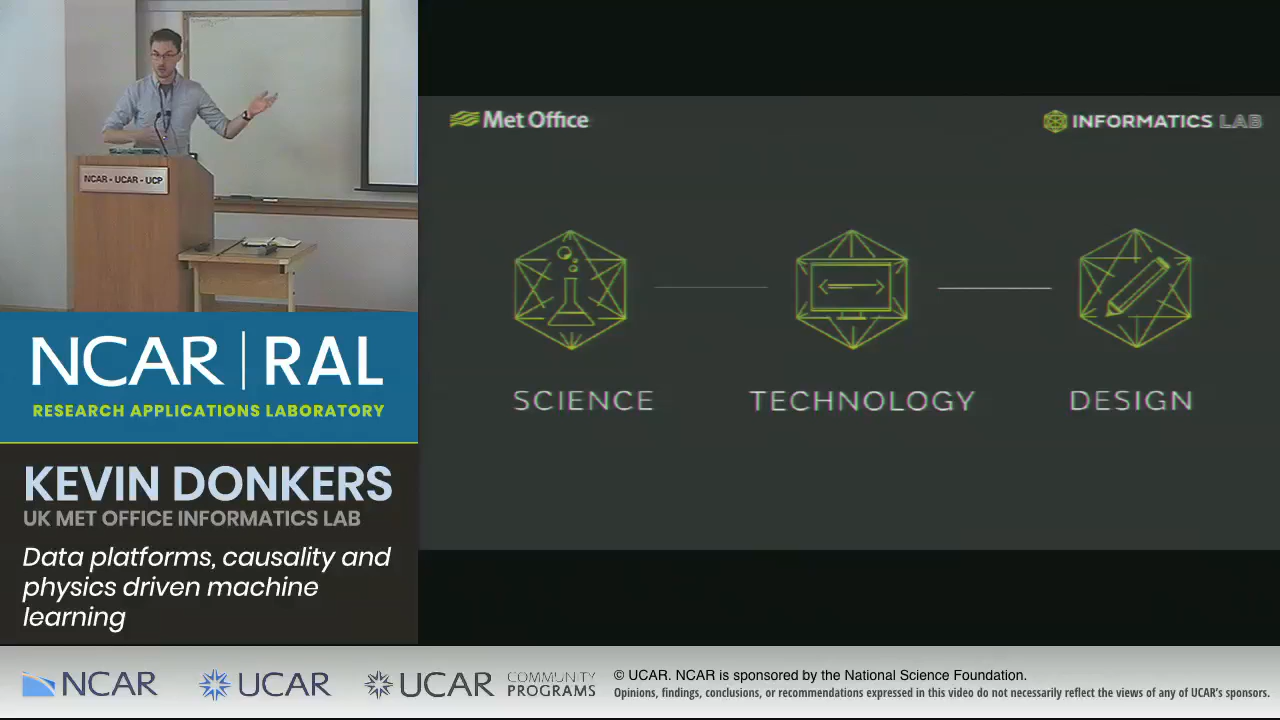 NCAR - UCAR - UCP
NCAR | RAL
RESEARCH APPLICATIONS LABORATORY
KEVIN DONKERS
UK MET OFFICE INFORMATICS LAB
Data platforms, causality and
physics driven machine
learning
Met Office
INFORMATICS LAB
SCIENCE
TECHNOLOGY
DESIGN
NCAR
UCAR
UCAR
COMMUNITY
PROGRAMS
© UCAR. NCAR is sponsored by the National Science Foundation.
Opinions, findings, conclusions, or recommendations expressed in this video do not necessarily reflect the views of any of UCAR's sponsors.